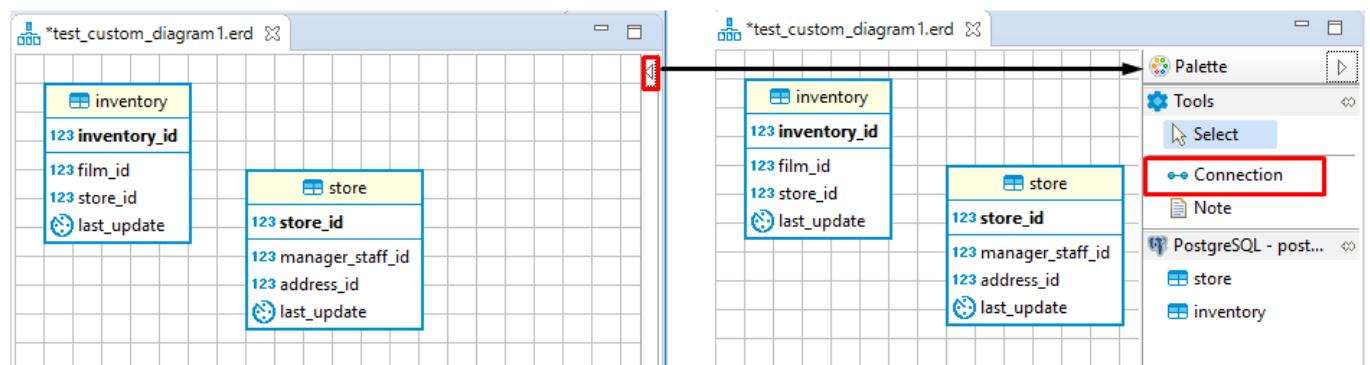 *test_custom_diagram1.erd
inventory
123 inventory_id
123 film_id
123 store_id
last_update
store
123 store_id
123 manager_staff_id
123 address_id
last_update
*test_custom_diagram1.erd
inventory
123 inventory_id
123 film_id
123 store_id
last_update
store
123 store_id
123 manager_staff_id
123 address_id
last_update
Palette
Tools
Select
Connection
Note
PostgreSQL - post...
store
inventory